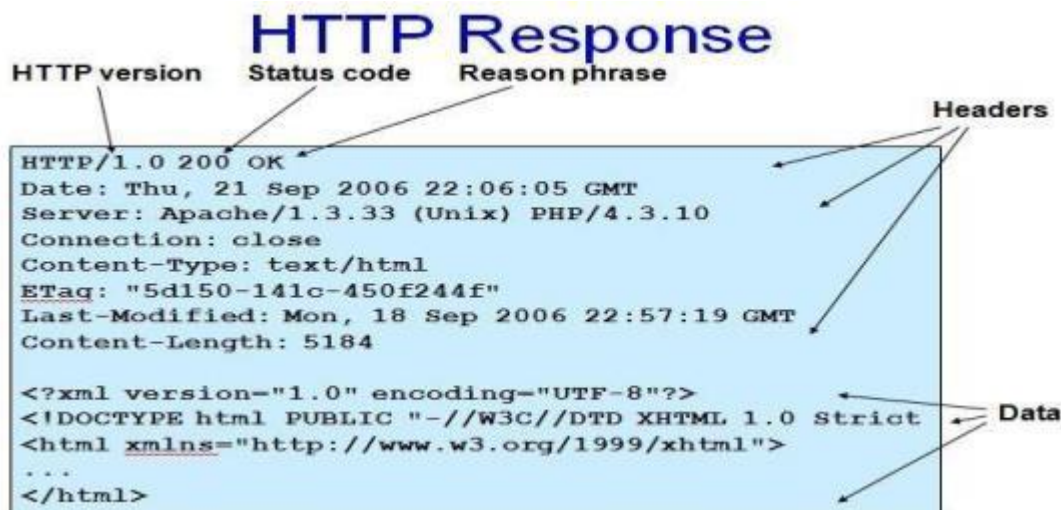 HTTP Response
HTTP version Status code Reason phrase
Headers
HTTP/1.0 200 OK
Date: Thu, 21 Sep 2006 22:06:05 GMT
Server: Apache/1.3.33 (Unix) PHP/4.3.10
Connection: close
Content-Type: text/html
ETag: "5d150-141c-450f244f"
Last-Modified: Mon, 18 Sep 2006 22:57:19 GMT
Content-Length: 5184
<?xml version="1.0" encoding="UTF-8"?>
<!DOCTYPE html PUBLIC "-//W3C//DTD XHTML 1.0 Strict
Data
<html xmlns="http://www.w3.org/1999/xhtml">
...
</html>